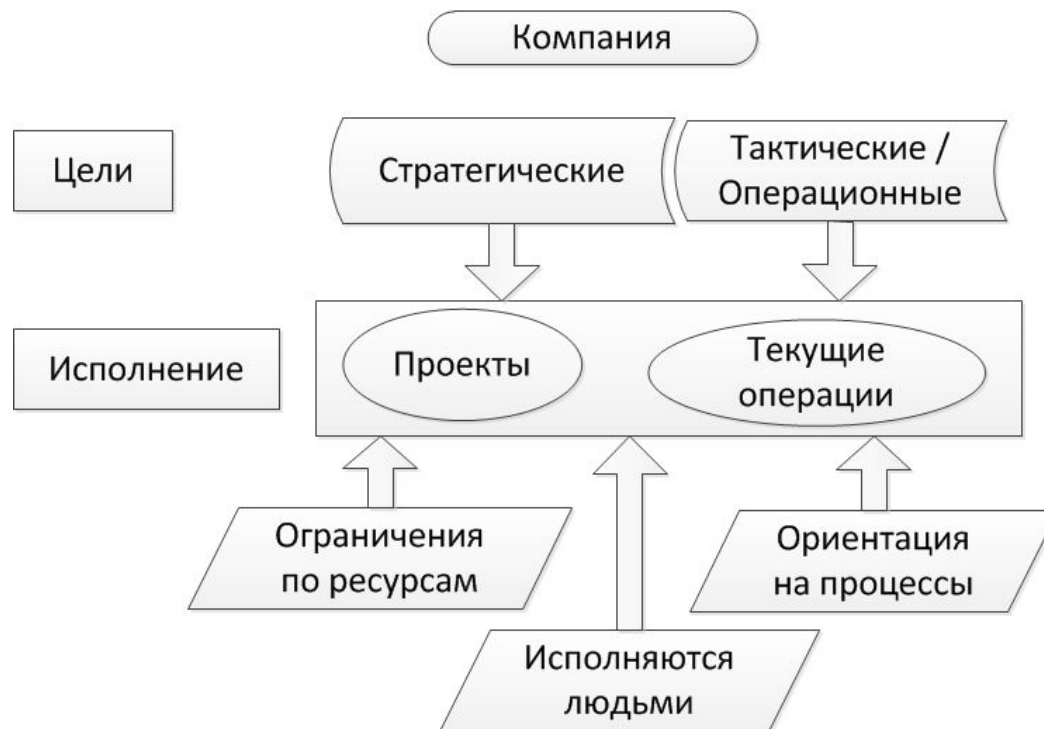 Компания
Цели
Стратегические
Тактические /
Операционные
Исполнение
Проекты
Текущие
операции
Ограничения
по ресурсам
Ориентация
на процессы
Исполняются
людьми